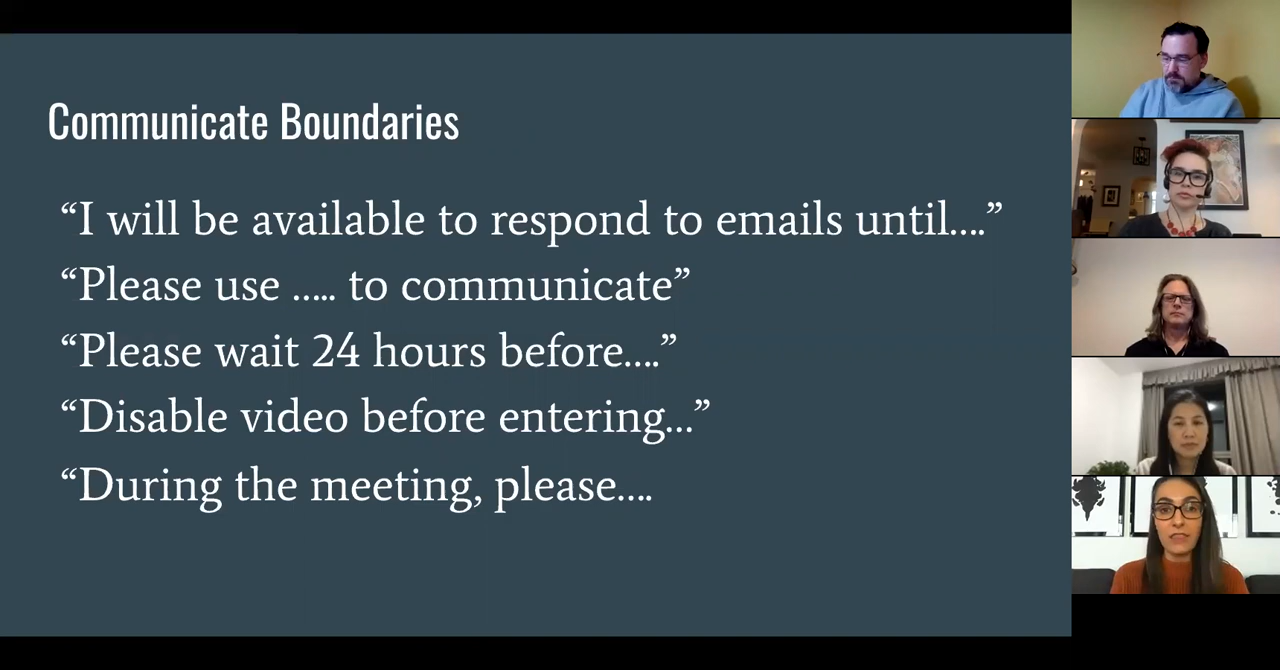 Communicate Boundaries
“I will be available to respond to emails until....”
“Please use ..... to communicate”
“Please wait 24 hours before....”
“Disable video before entering...”
“During the meeting, please....